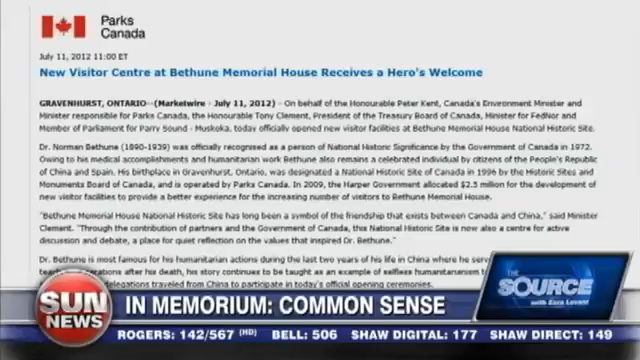 Parks
Canada
July 11, 2012 11:00 ET
New Visitor Centre at Bethune Memorial House Receives a Hero's Welcome
GRAVENHURST, ONTARIO--(Marketwire - July 11, 2012) - On behalf of the Honourable Peter Kent, Canada's Environment Minister and
Minister responsible for Parks Canada, the Honourable Tony Clement, President of the Treasury Board of Canada, Minister for FedNor and
Member of Parliament for Parry Sound - Muskoka, today officially opened new visitor facilities at Bethune Memorial House National Historic Site.
Dr. Norman Bethune (1890-1939) was officially recognised as a person of National Historic Significance by the Government of Canada in 1972.
Owing to his medical accomplishments and humanitarian work Bethune also remains a celebrated individual by citizens of the People's Republic
of China and Spain. His birthplace in Gravenhurst, Ontario, was designated a National Historic Site of Canada in 1996 by the Historic Sites and
Monuments Board of Canada, and is operated by Parks Canada. In 2009, the Harper Government allocated $2.5 million for the development of
new visitor facilities to provide a better experience for the increasing number of visitors to Bethune Memorial House.
"Bethune Memorial House National Historic Site has long been a symbol of the friendship that exists between Canada and China," said Minister
Clement. "Through the contribution of partners and the Government of Canada, this National Historic Site is now also a centre for active
discussion and debate, a place for quiet reflection on the values that inspired Dr. Bethune."
Dr. Bethune is most famous for his humanitarian actions during the last two years of his life in China where he
after his death, his story continues to be taught as an example of selfless
delegations traveled from China to participate in today's official opening ceremonies.
SUN
NEWS
IN MEMORIUM: COMMON SENSE
THE
SOURCE
with Ezra Levant
ROGERS: 142/567 (HD) BELL: 506 SHAW DIGITAL: 177 SHAW DIRECT: 149